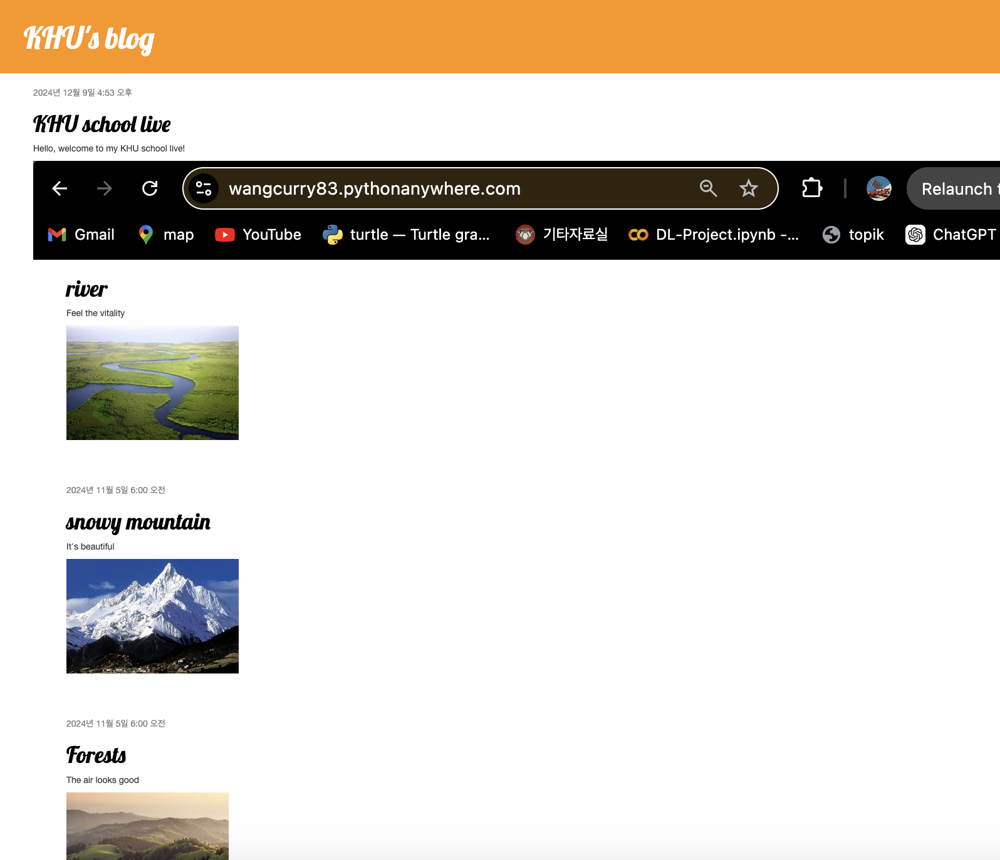 KHU's blog
2024년 12월 9일 4:53 오후
KHU school live
Hello, welcome to my KHU school live!
wangcurry83.pythonanywhere.com
Relaunch t
Gmail map YouTube turtle — Turtle gra... 기타자료실 DL-Project.ipynb -... topik ChatGPT
river
Feel the vitality
2024년 11월 5일 6:00 오전
snowy mountain
It's beautiful
2024년 11월 5일 6:00 오전
Forests
The air looks good